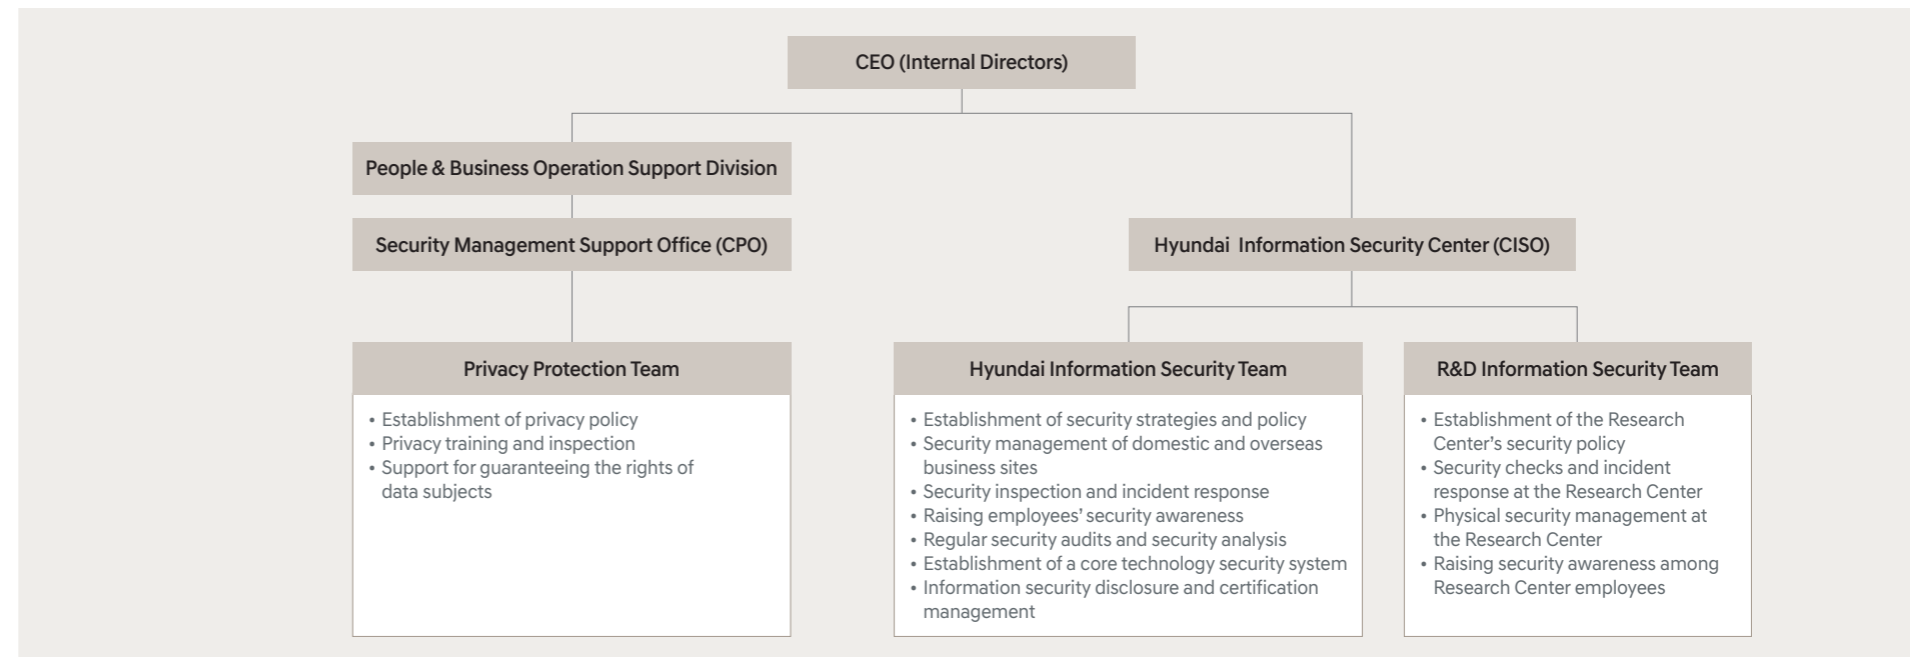 CEO (Internal Directors)
People & Business Operation Support Division
Security Management Support Office (CPO)
Hyundai Information Security Center (CISO)
Privacy Protection Team
• Establishment of privacy policy
• Privacy training and inspection
• Support for guaranteeing the rights of
data subjects
Hyundai Information Security Team
• Establishment of security strategies and policy
• Security management of domestic and overseas
business sites
• Security inspection and incident response
• Raising employees’ security awareness
• Regular security audits and security analysis
• Establishment of a core technology security system
• Information security disclosure and certification
management
R&D Information Security Team
• Establishment of the Research
Center’s security policy
• Security checks and incident
response at the Research Center
• Physical security management at
the Research Center
• Raising security awareness among
Research Center employees